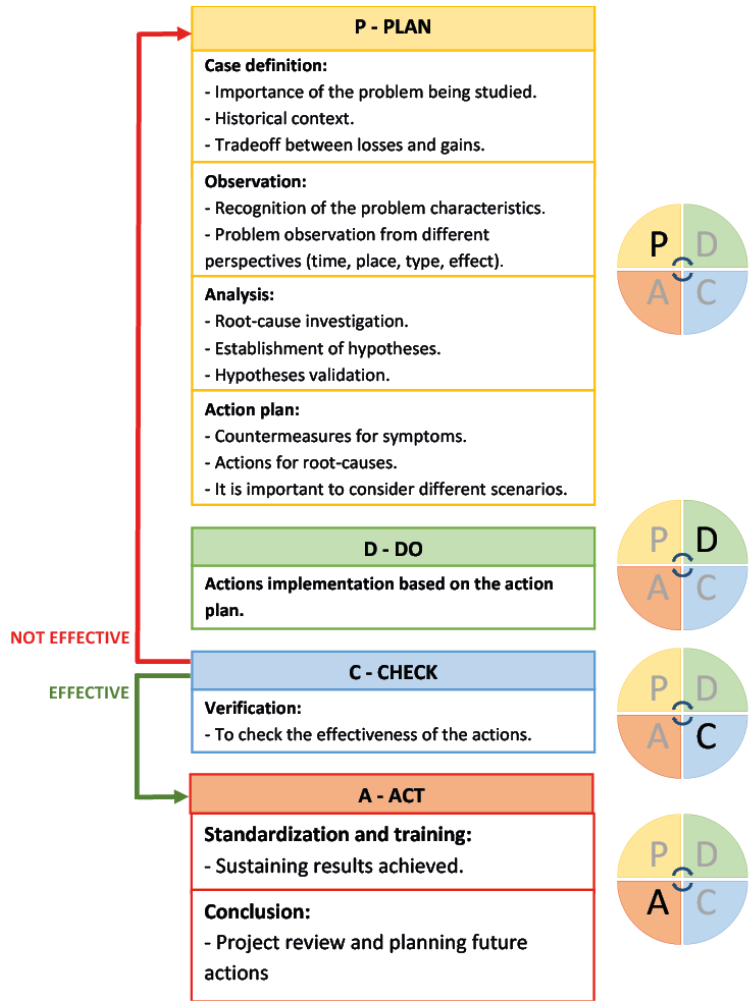 P - PLAN
Case definition:
- Importance of the problem being studied.
- Historical context.
- Tradeoff between losses and gains.
Observation:
- Recognition of the problem characteristics.
- Problem observation from different
perspectives (time, place, type, effect).
Analysis:
- Root-cause investigation.
- Establishment of hypotheses.
- Hypotheses validation.
Action plan:
- Countermeasures for symptoms.
- Actions for root-causes.
- It is important to consider different scenarios.
P D
A C
D - DO
Actions implementation based on the action
plan.
P D
A C
NOT EFFECTIVE
EFFECTIVE
C - CHECK
Verification:
- To check the effectiveness of the actions.
P D
A C
A - ACT
Standardization and training:
- Sustaining results achieved.
Conclusion:
- Project review and planning future
actions
P D
A C